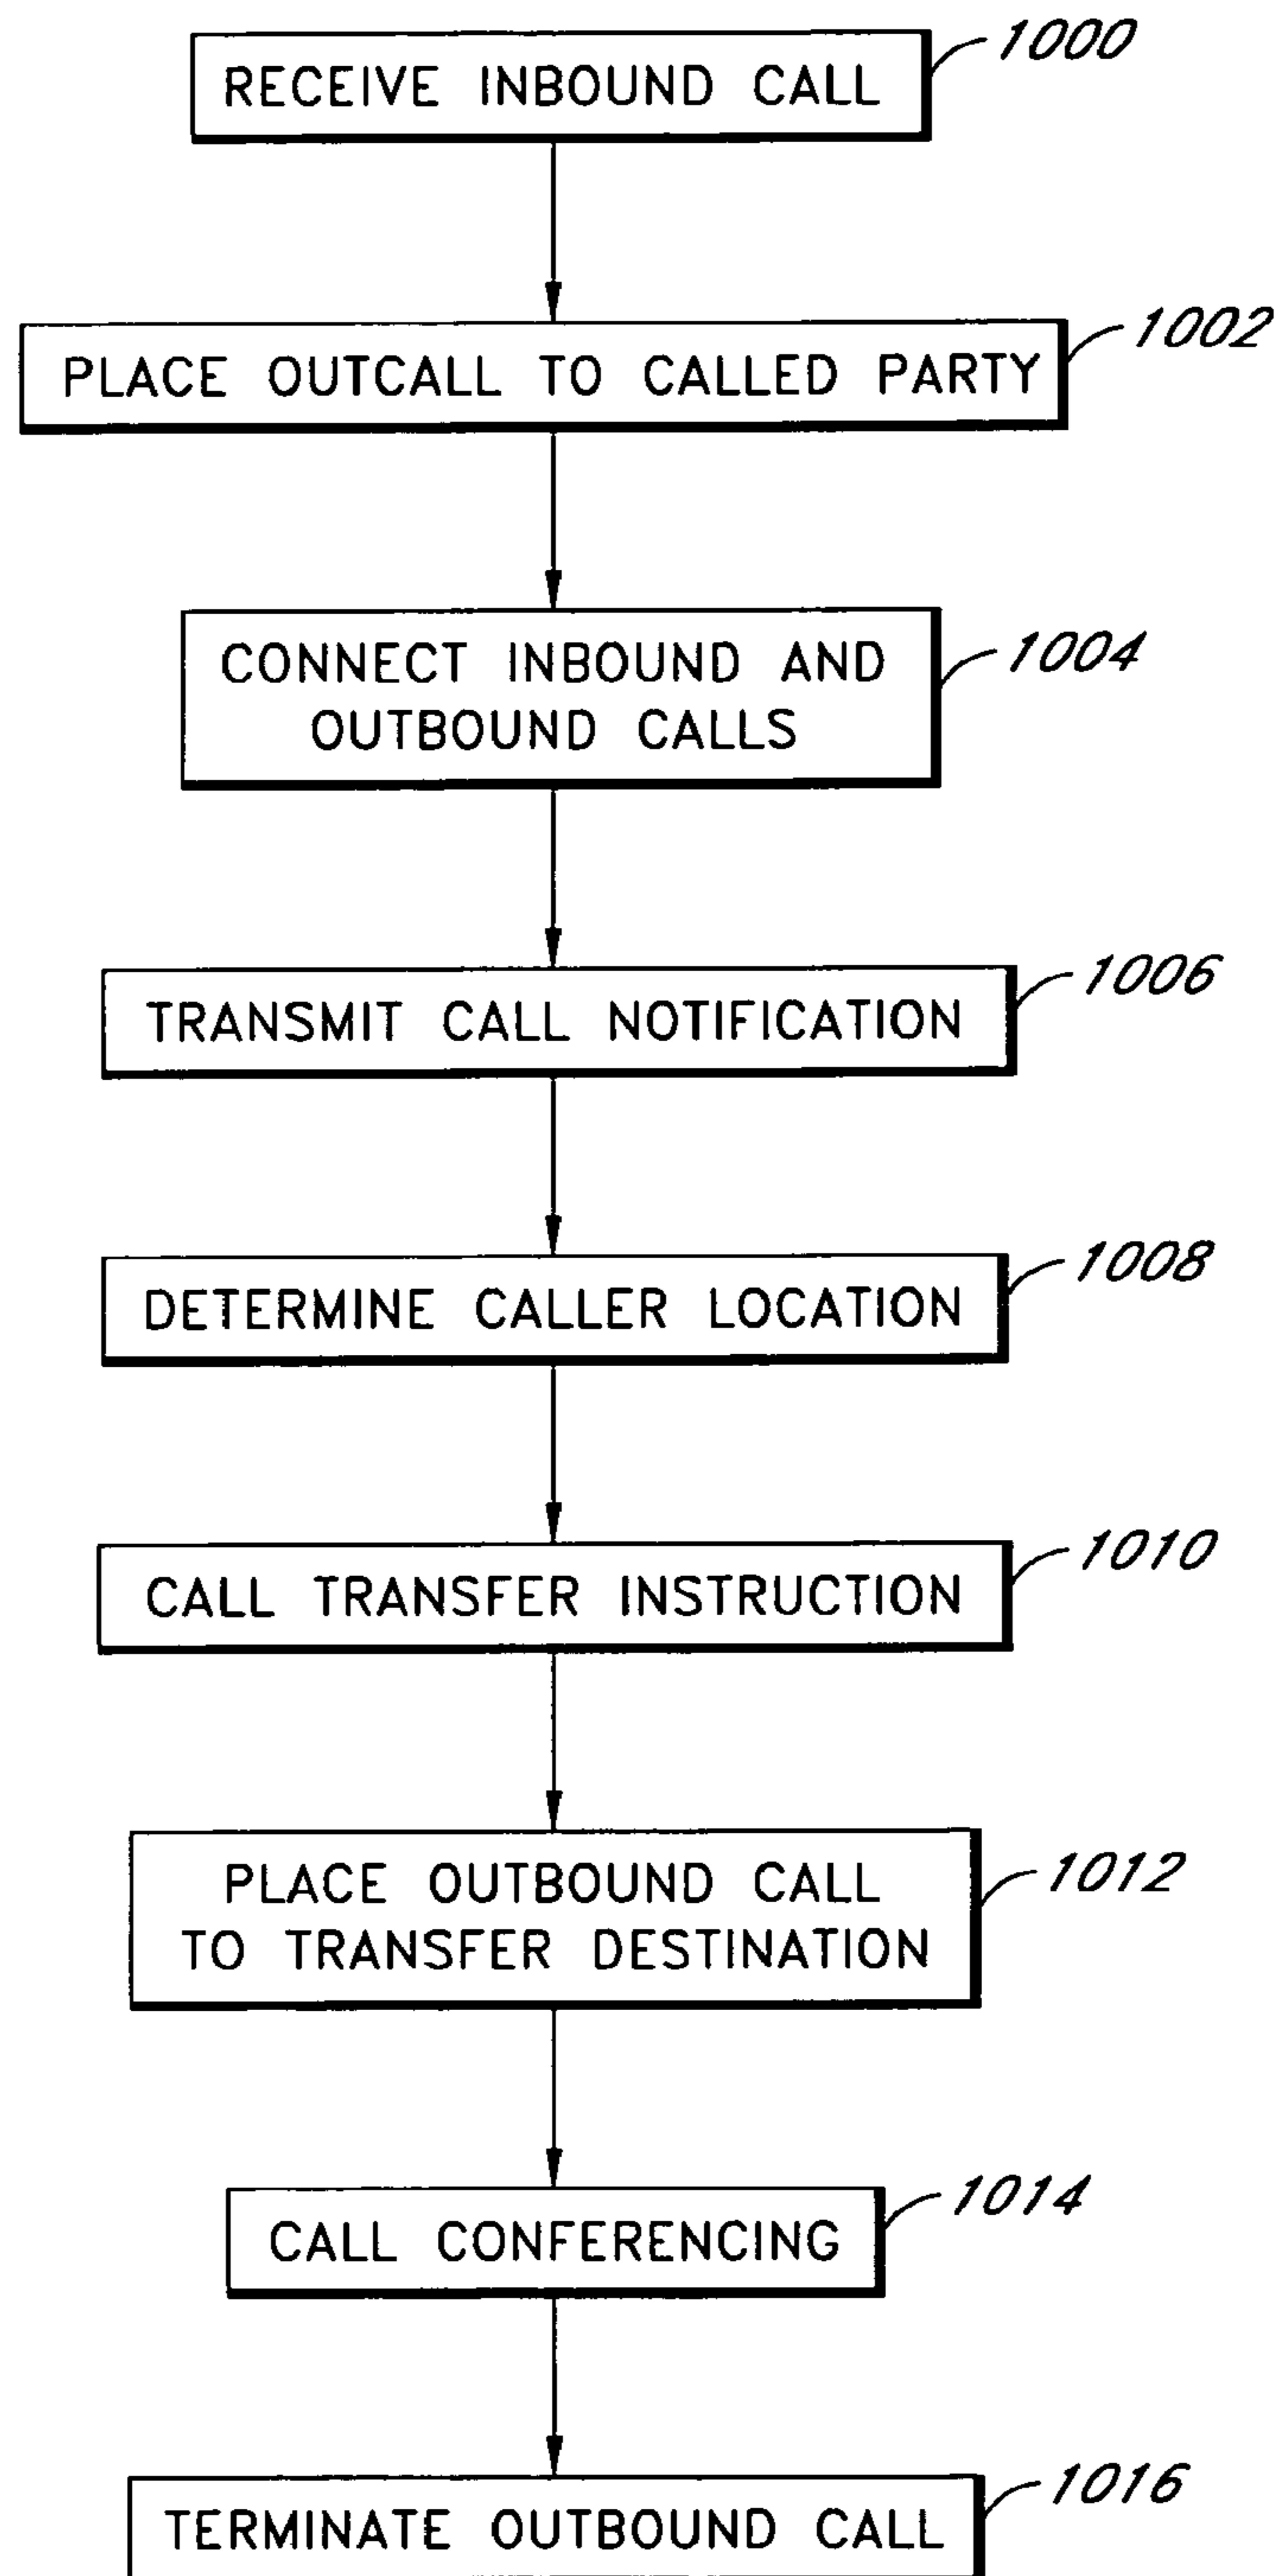 1000
RECEIVE INBOUND CALL
1002
PLACE OUTCALL TO CALLED PARTY
1004
CONNECT INBOUND AND
OUTBOUND CALLS
1006
TRANSMIT CALL NOTIFICATION
1008
DETERMINE CALLER LOCATION
1010
CALL TRANSFER INSTRUCTION
1012
PLACE OUTBOUND CALL
TO TRANSFER DESTINATION
1014
CALL CONFERENCING
1016
TERMINATE OUTBOUND CALL